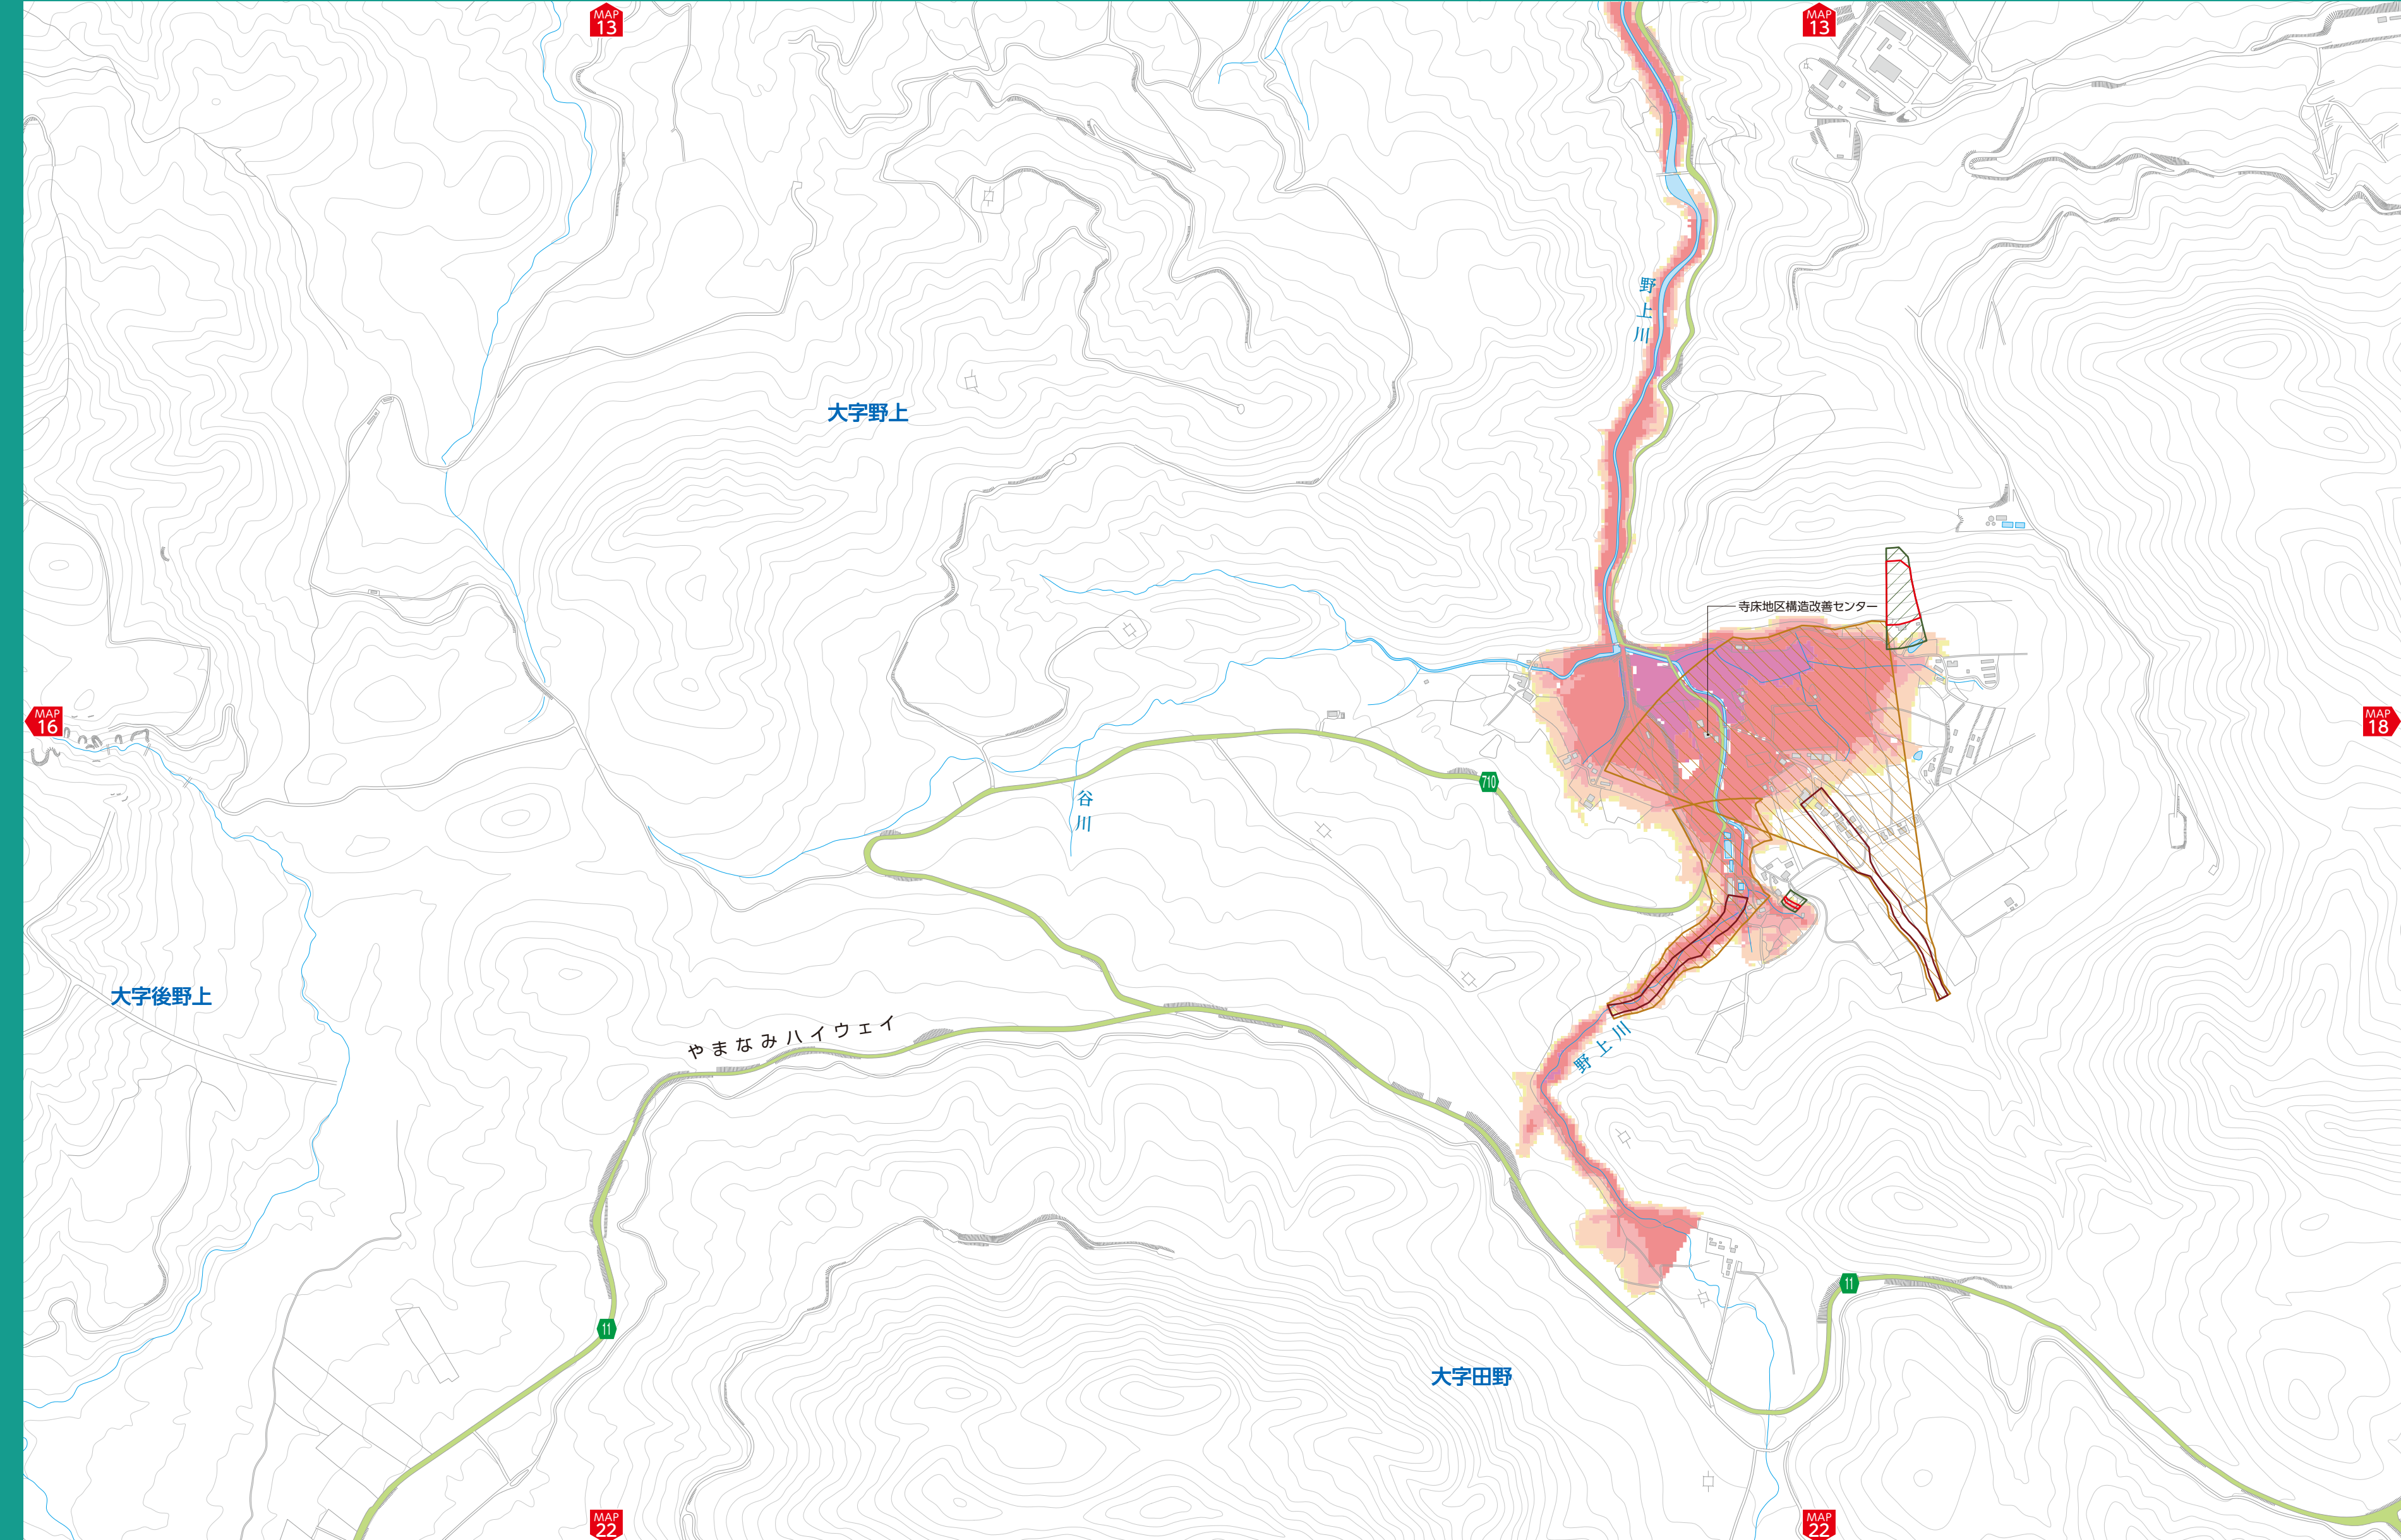 MAP
13
MAP
13
野上川
大字野上
寺床地区構造改善センター
MAP
16
MAP
18
710
谷川
大字後野上
やまなみハイウェイ
野上川
11
11
大字田野
MAP
22
MAP
22